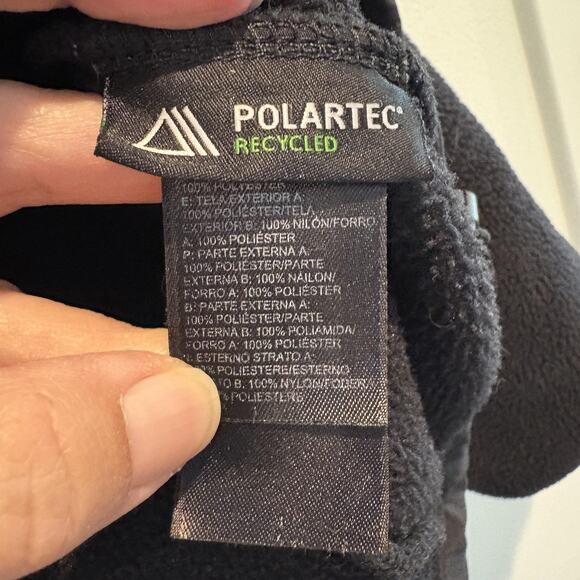 POLARTEC®
RECYCLED
100% POLYESTER
E: TELA EXTERIOR A:
100% POLIÉSTER/TELA
EXTERIOR B: 100% NILÓN/FORRO
A: 100% POLIÉSTER
P: PARTE EXTERNA A:
100% POLIÉSTER/PARTE
EXTERNA B: 100% NÁILON/
FORRO A: 100% POLIÉSTER
B: PARTE EXTERNA A:
100% POLIÉSTER/PARTE
EXTERNA B: 100% POLIAMIDA/
FORRO A: 100% POLIÉSTER
ESTERNO STRATO A:
POLIESTERE/ESTERNO
B: 100% NYLON/FODER
POLIESTERE